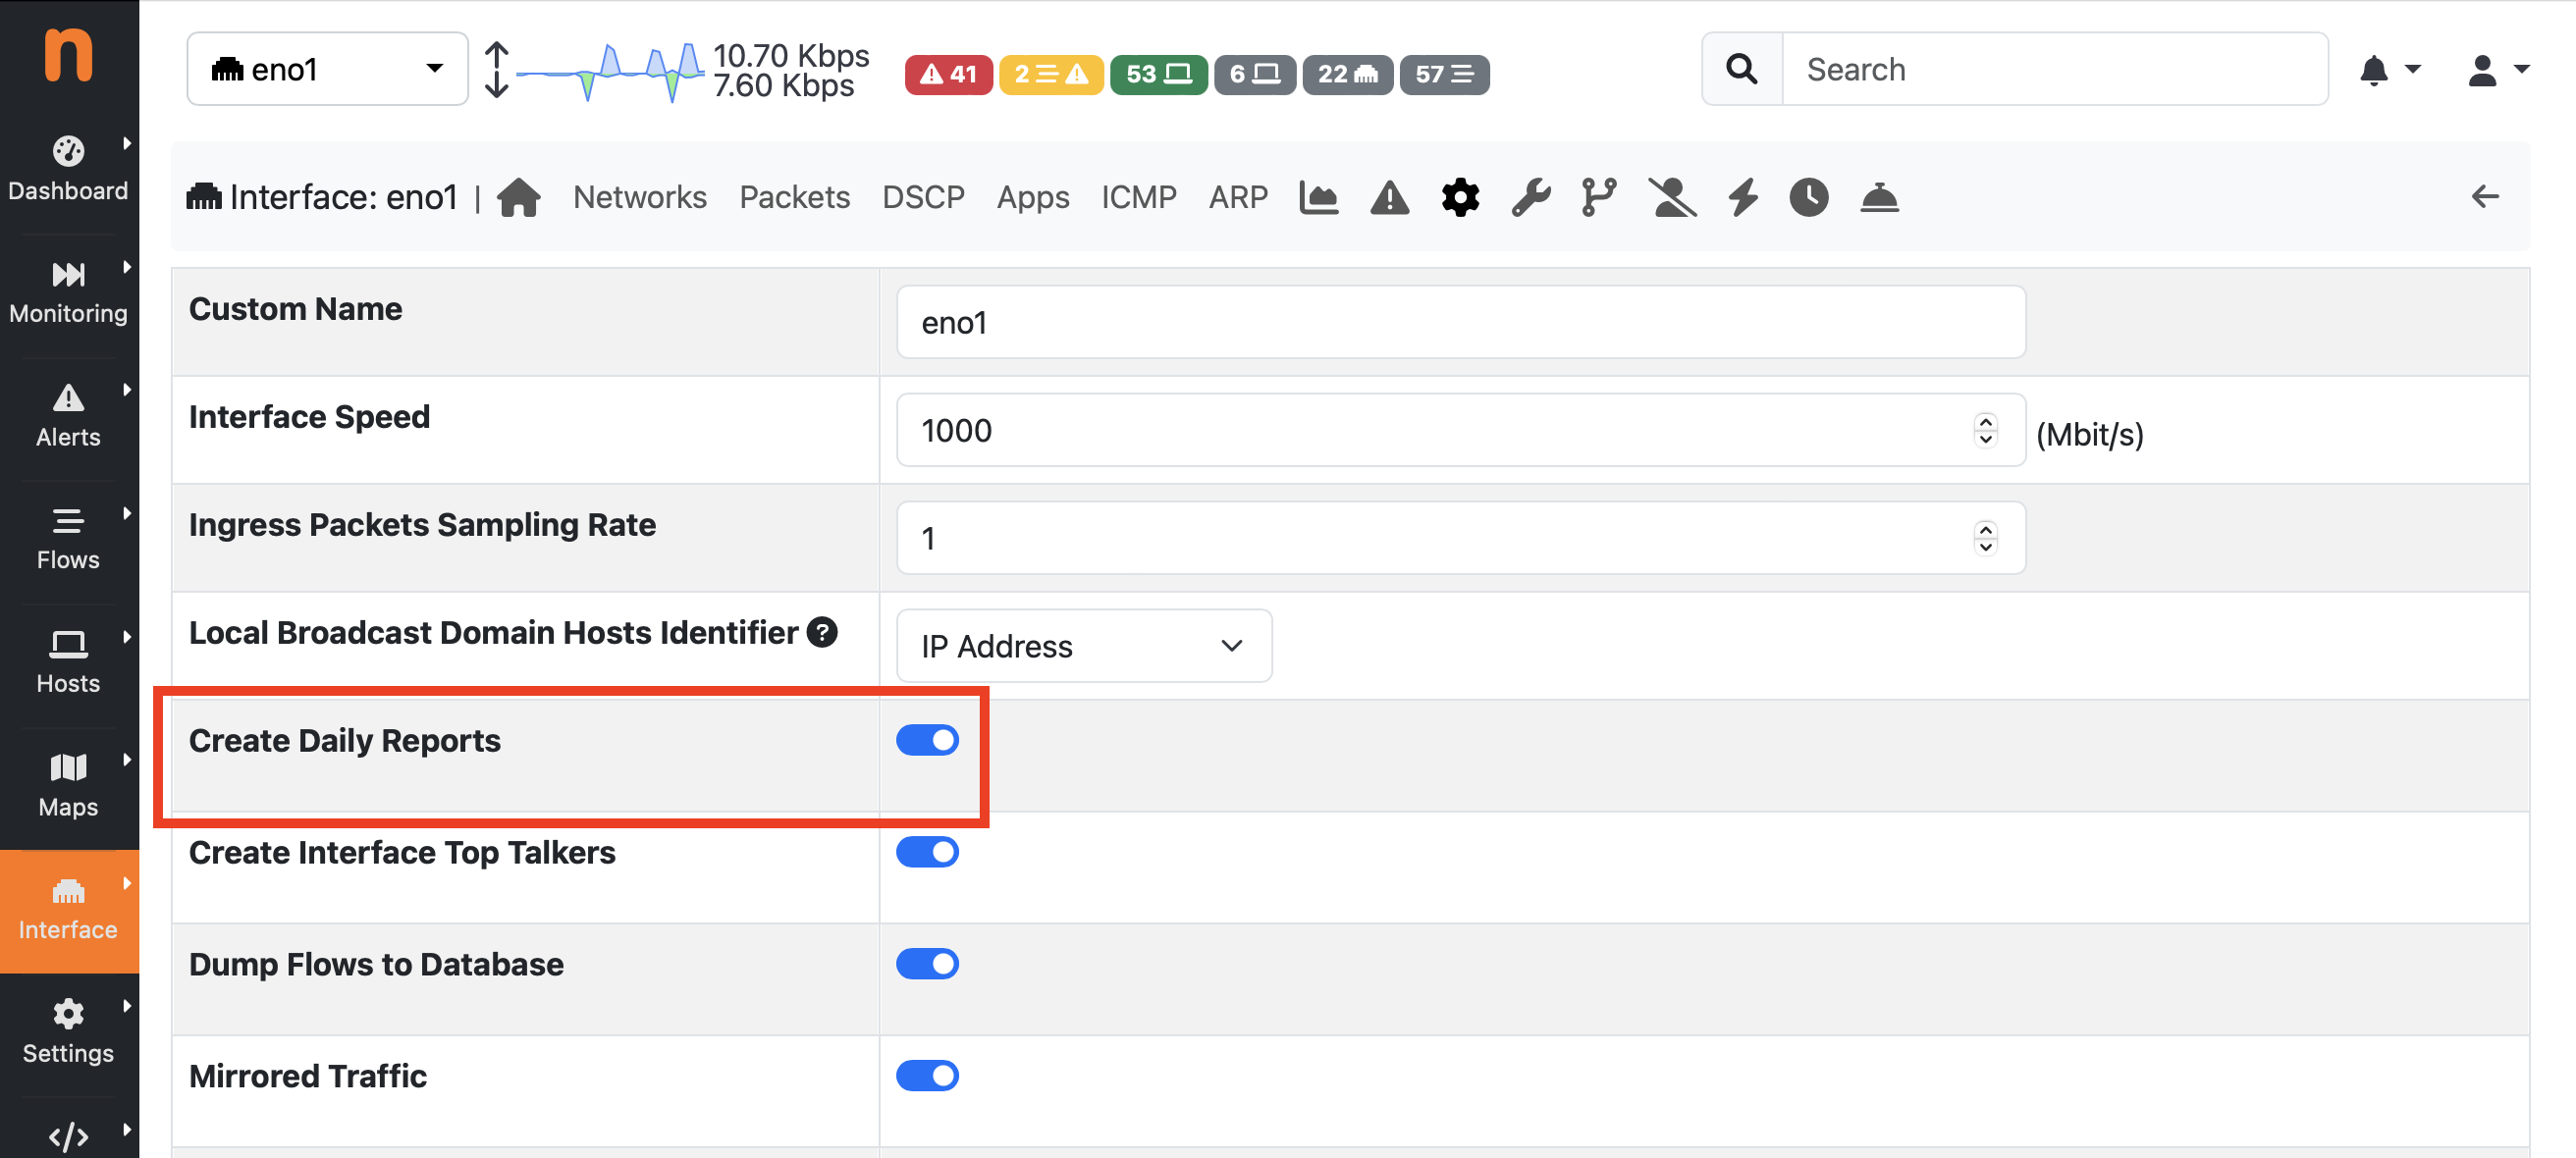 n
eno1
10.70 Kbps
7.60 Kbps
41
2
53
6
22
57
Search
Dashboard
Monitoring
Alerts
Flows
Hosts
Maps
Interface
Settings
Interface: eno1 | Networks Packets DSCP Apps ICMP ARP
Custom Name
eno1
Interface Speed
1000
(Mbit/s)
Ingress Packets Sampling Rate
1
Local Broadcast Domain Hosts Identifier ?
IP Address
Create Daily Reports
Create Interface Top Talkers
Dump Flows to Database
Mirrored Traffic